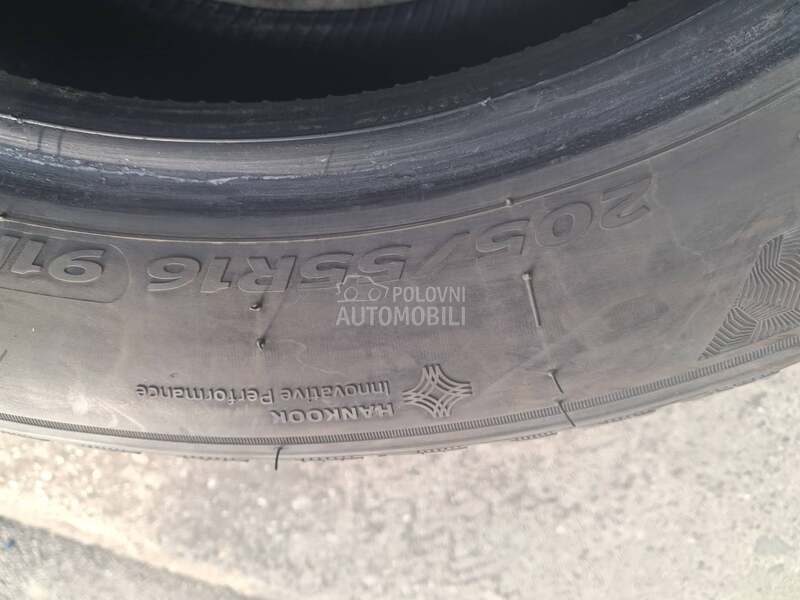 205/55R16 91
POLOVNI
AUTOMOBILI
HANKOOK
Innovative Performance